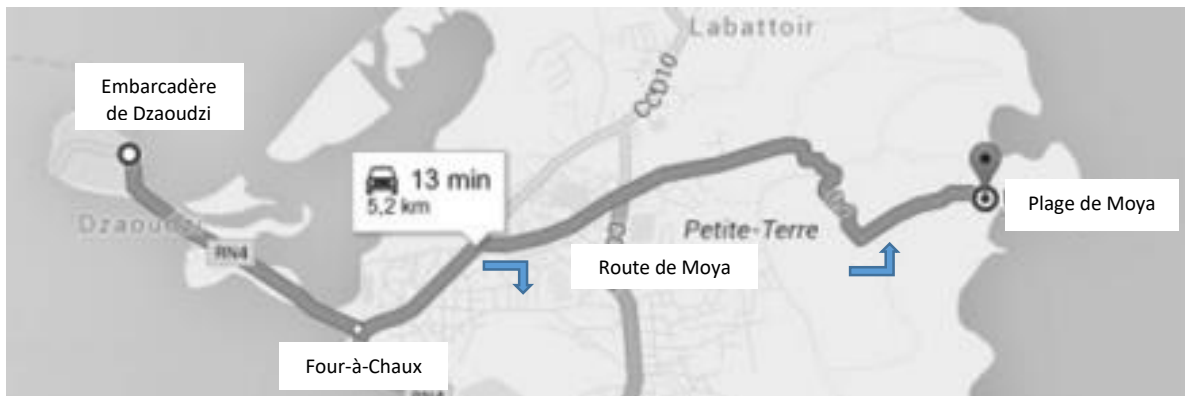 Labattoir
CCD10
Embarcadère
de Dzaoudzi
13 min
5,2 km
Plage de Moya
Dzaoudzi
Petite-Terre
RN4
Route de Moya
Four-à-Chaux